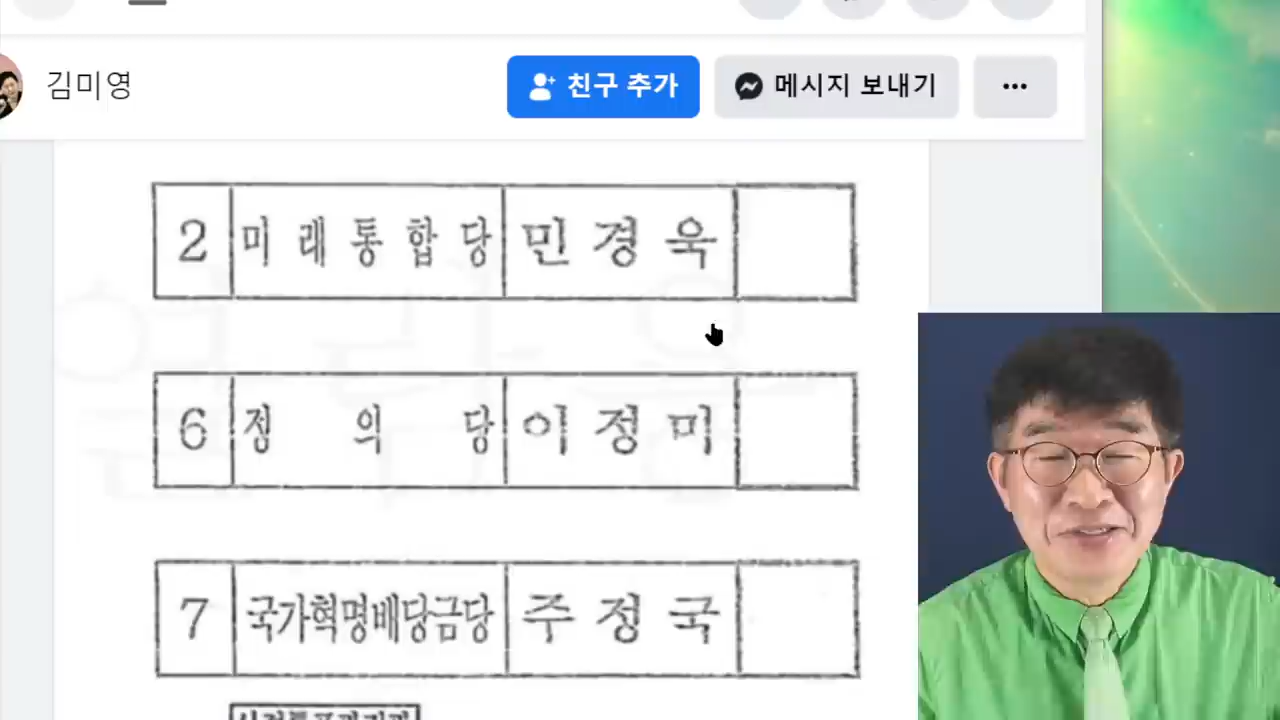 김미영
친구 추가
메시지 보내기
2 미래통합당 민경욱
6 정의당 이정미
7 국가혁명배당금당 주정국